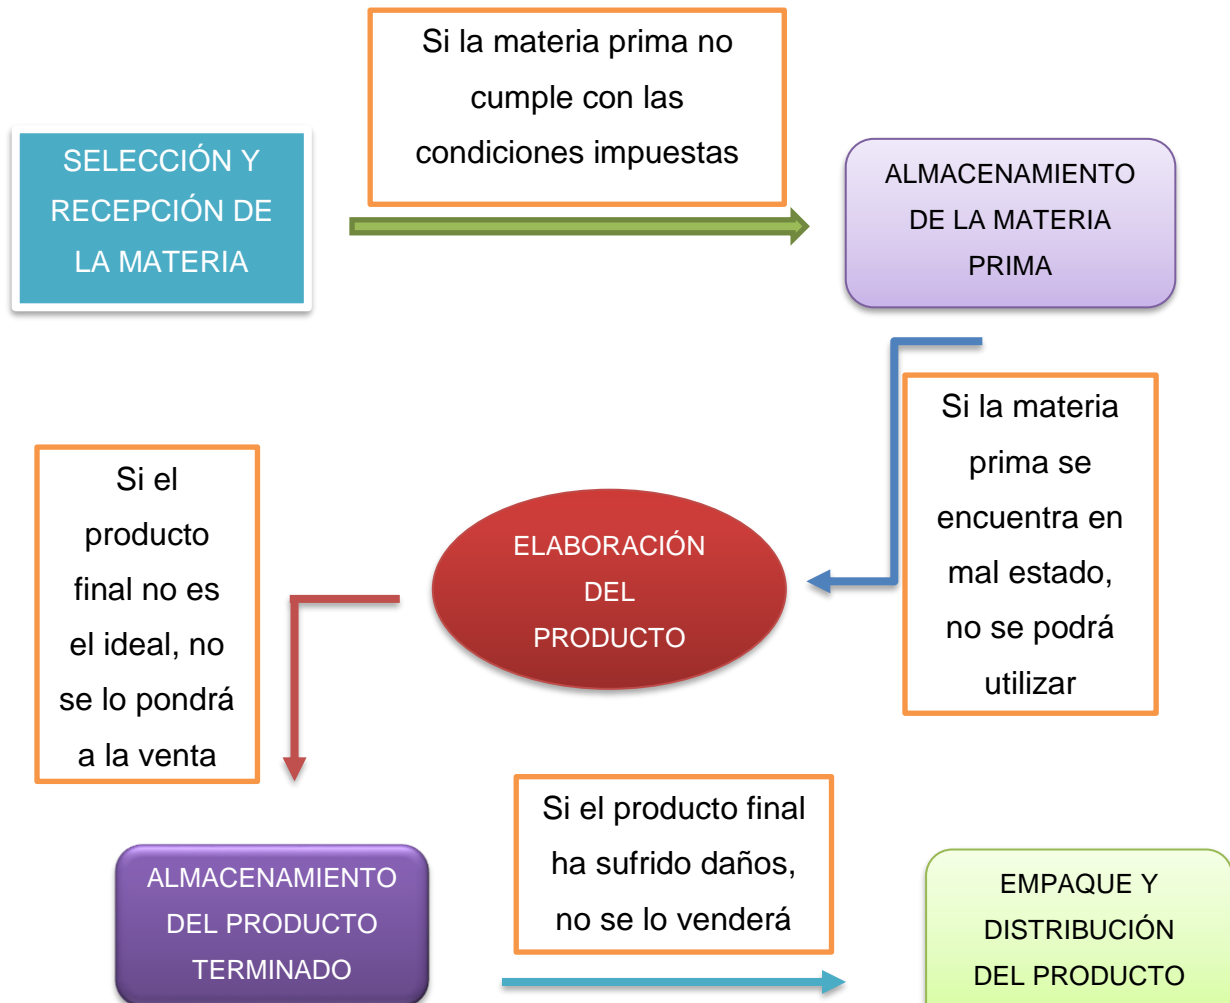 Si la materia prima no
cumple con las
condiciones impuestas
SELECCIÓN Y
RECEPCIÓN DE
LA MATERIA
ALMACENAMIENTO
DE LA MATERIA
PRIMA
Si la materia
prima se
encuentra en
mal estado,
no se podrá
utilizar
ELABORACIÓN
DEL
PRODUCTO
Si el
producto
final no es
el ideal, no
se lo pondrá
a la venta
Si el producto final
ha sufrido daños,
no se lo venderá
ALMACENAMIENTO
DEL PRODUCTO
TERMINADO
EMPAQUE Y
DISTRIBUCIÓN
DEL PRODUCTO